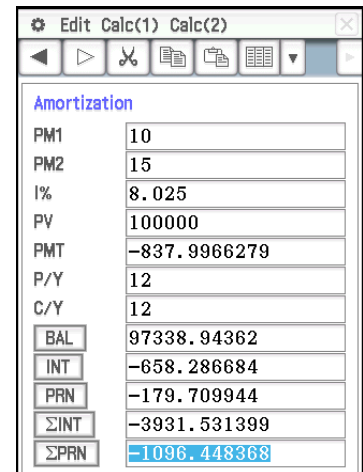 Edit Calc(1) Calc(2)
Amortization
PM1 10
PM2 15
I% 8.025
PV 100000
PMT -837.9966279
P/Y 12
C/Y 12
BAL 97338.94362
INT -658.286684
PRN -179.709944
ΣINT -3931.531399
ΣPRN -1096.448368